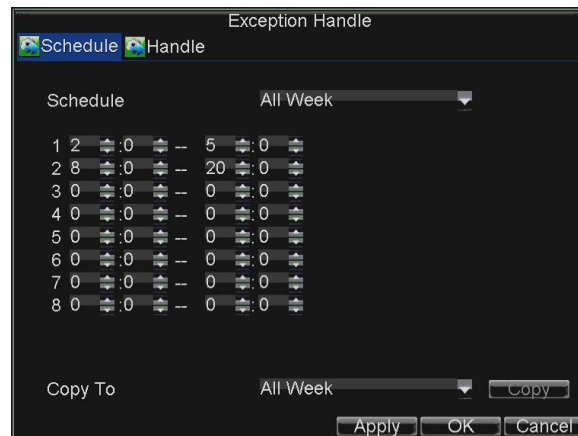 Exception Handle
Schedule Handle
Schedule All Week
1 2 :0 -- 5 :0
2 8 :0 -- 20 :0
3 0 :0 -- 0 :0
4 0 :0 -- 0 :0
5 0 :0 -- 0 :0
6 0 :0 -- 0 :0
7 0 :0 -- 0 :0
8 0 :0 -- 0 :0
Copy To All Week Copy
Apply OK Cancel